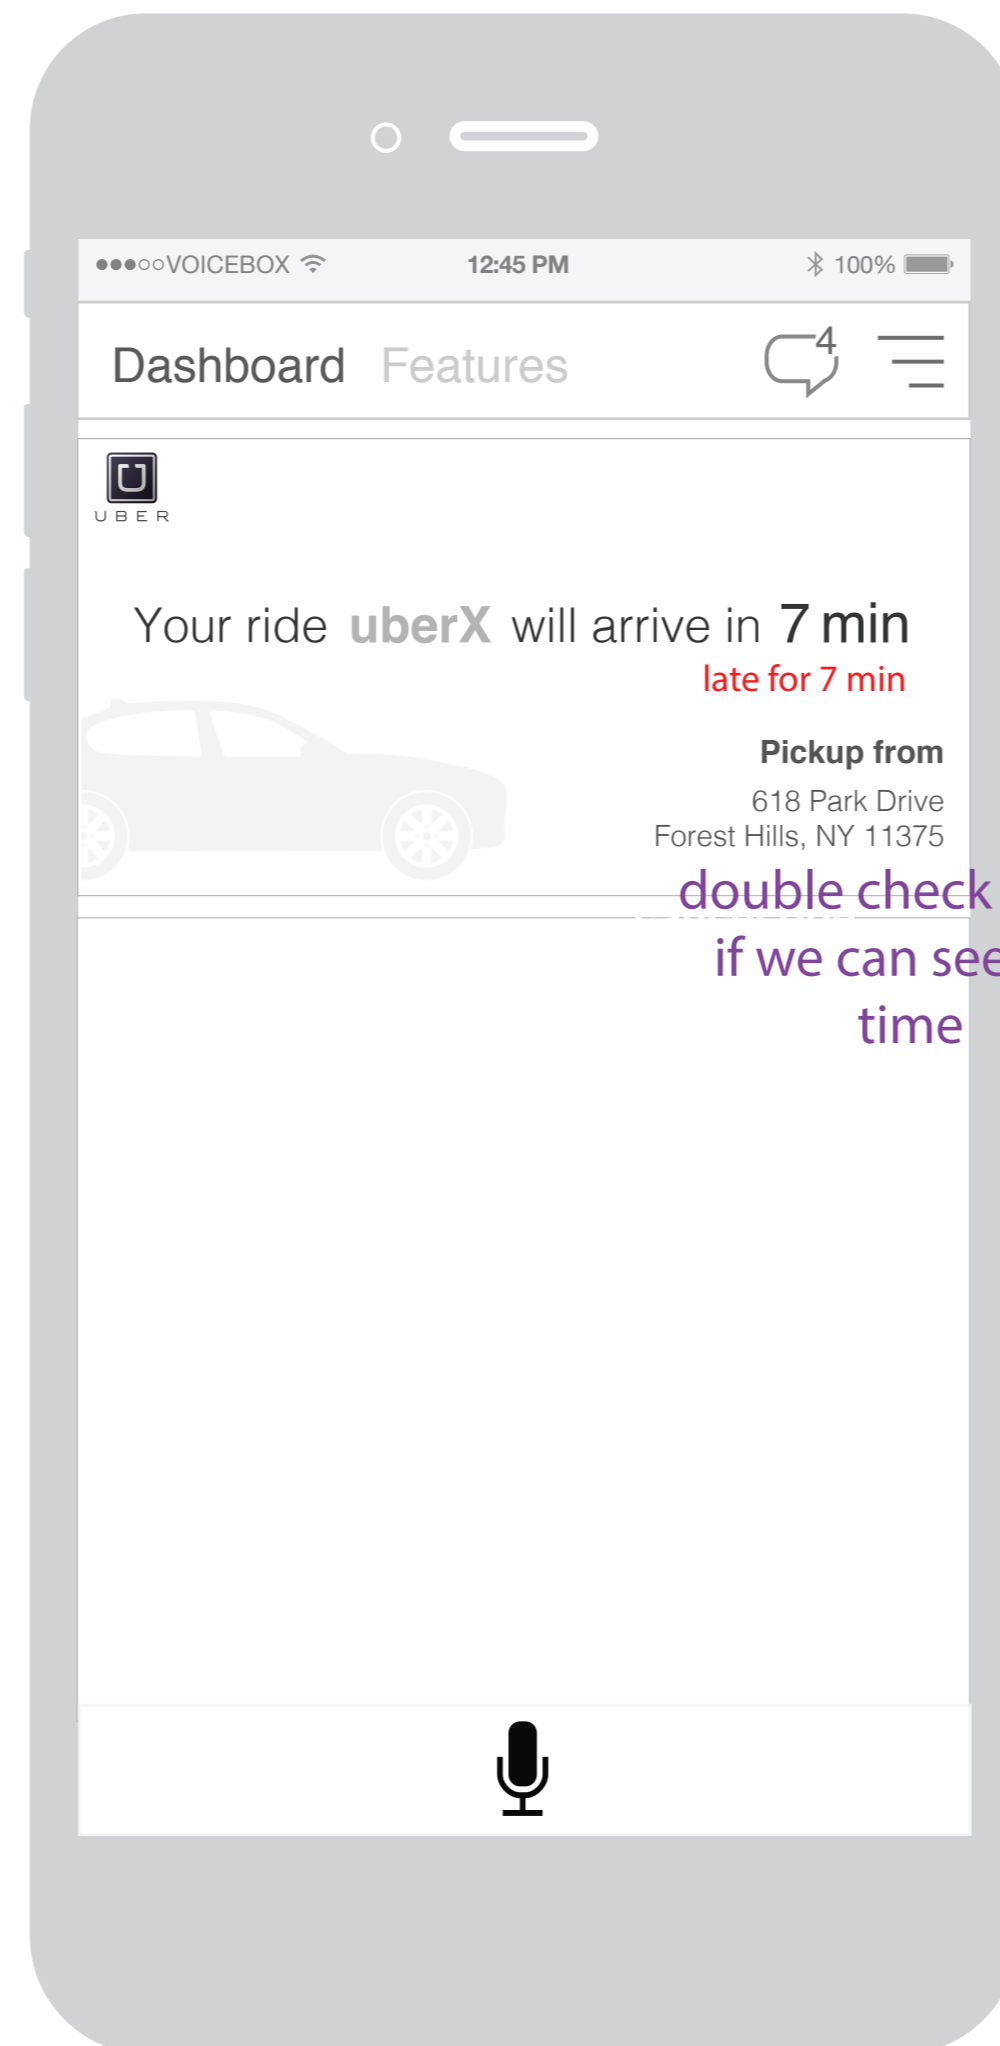 VOICEBOX 12:45 PM 100%
Dashboard Features 4
U
UBER
Your ride uberX will arrive in 7 min
late for 7 min
Pickup from
618 Park Drive
Forest Hills, NY 11375
double check
if we can see
time